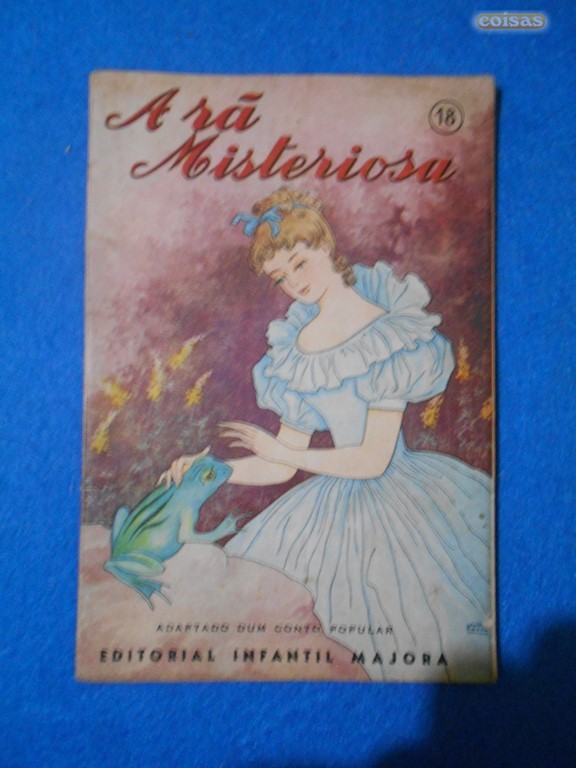 coisas
A rã
18
Misteriosa
ADAPTADO DUM CONTO POPULAR
EDITORIAL INFANTIL MAJORA